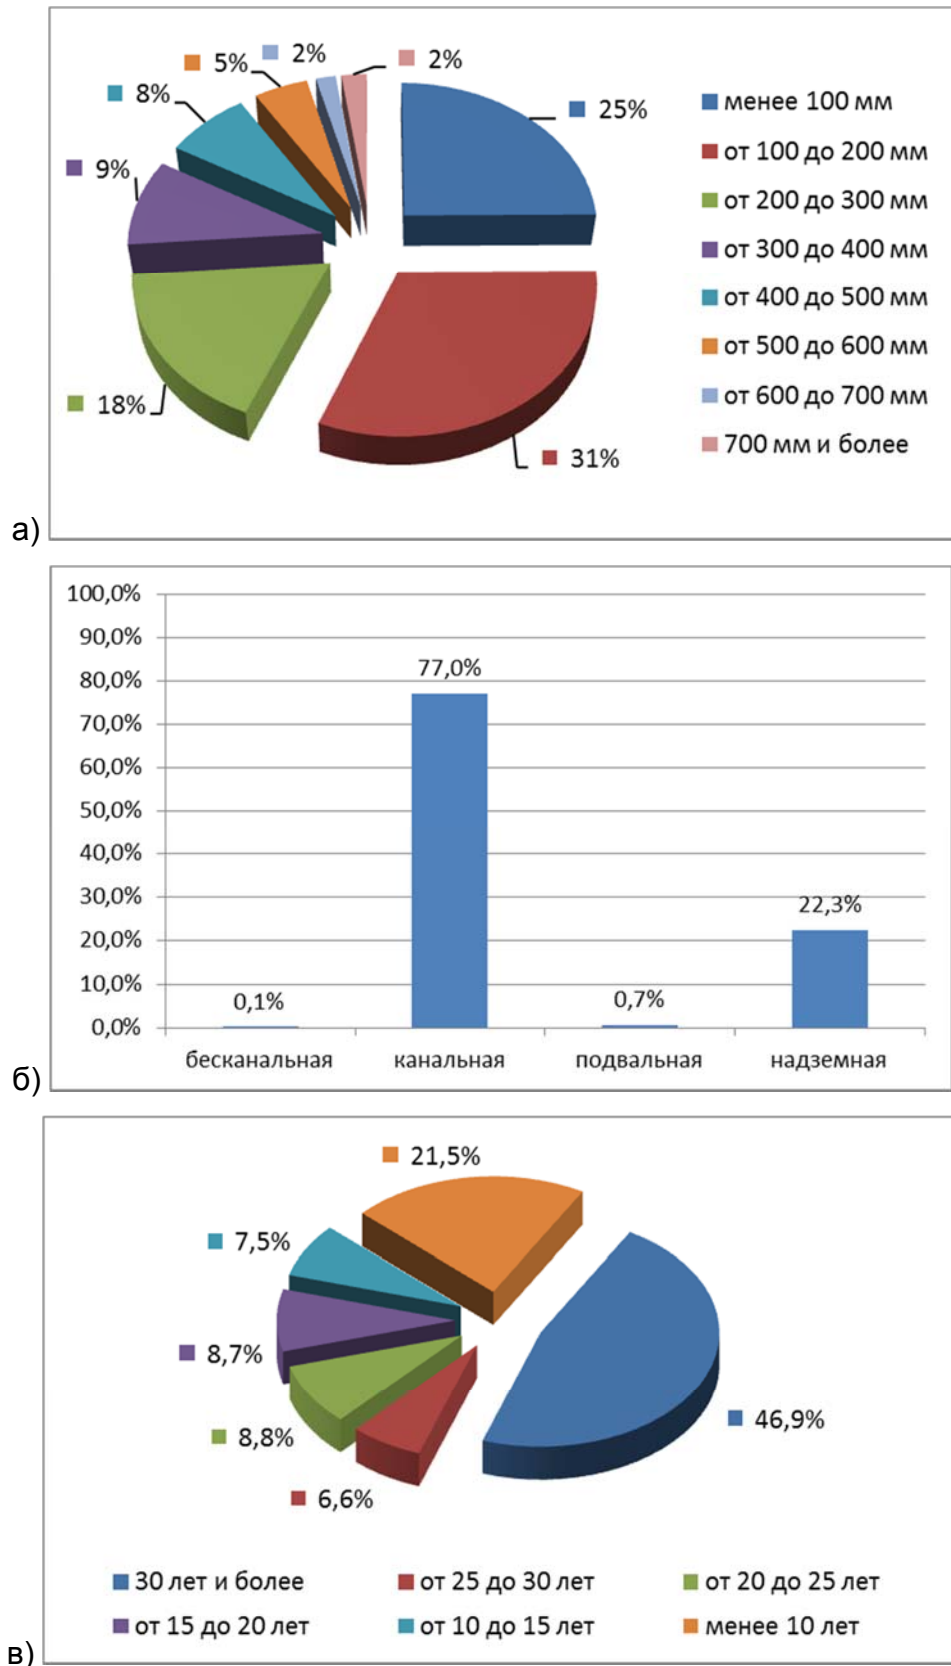 2%
2%
5%
8%
25%
9%
18%
31%
менее 100 мм
от 100 до 200 мм
от 200 до 300 мм
от 300 до 400 мм
от 400 до 500 мм
от 500 до 600 мм
от 600 до 700 мм
700 мм и более
а)
100,0%
90,0%
80,0%
70,0%
60,0%
50,0%
40,0%
30,0%
20,0%
10,0%
0,0%
0,1%
77,0%
0,7%
22,3%
бесканальная канальная подвальная надземная
б)
21,5%
7,5%
8,7%
46,9%
8,8%
6,6%
30 лет и более от 25 до 30 лет от 20 до 25 лет
от 15 до 20 лет от 10 до 15 лет менее 10 лет
в)